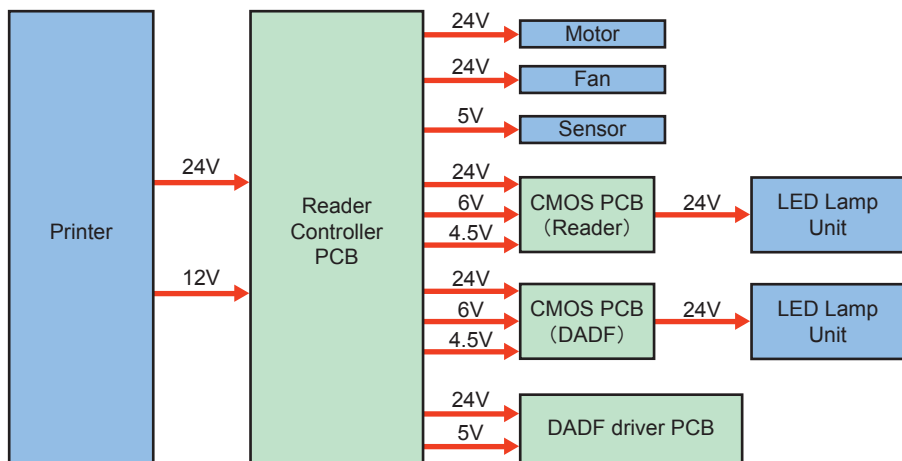 Printer
24V
12V
Reader
Controller
PCB
24V
Motor
24V
Fan
5V
Sensor
24V
6V
4.5V
CMOS PCB
（Reader）
24V
LED Lamp
Unit
24V
6V
4.5V
CMOS PCB
（DADF）
24V
LED Lamp
Unit
24V
5V
DADF driver PCB